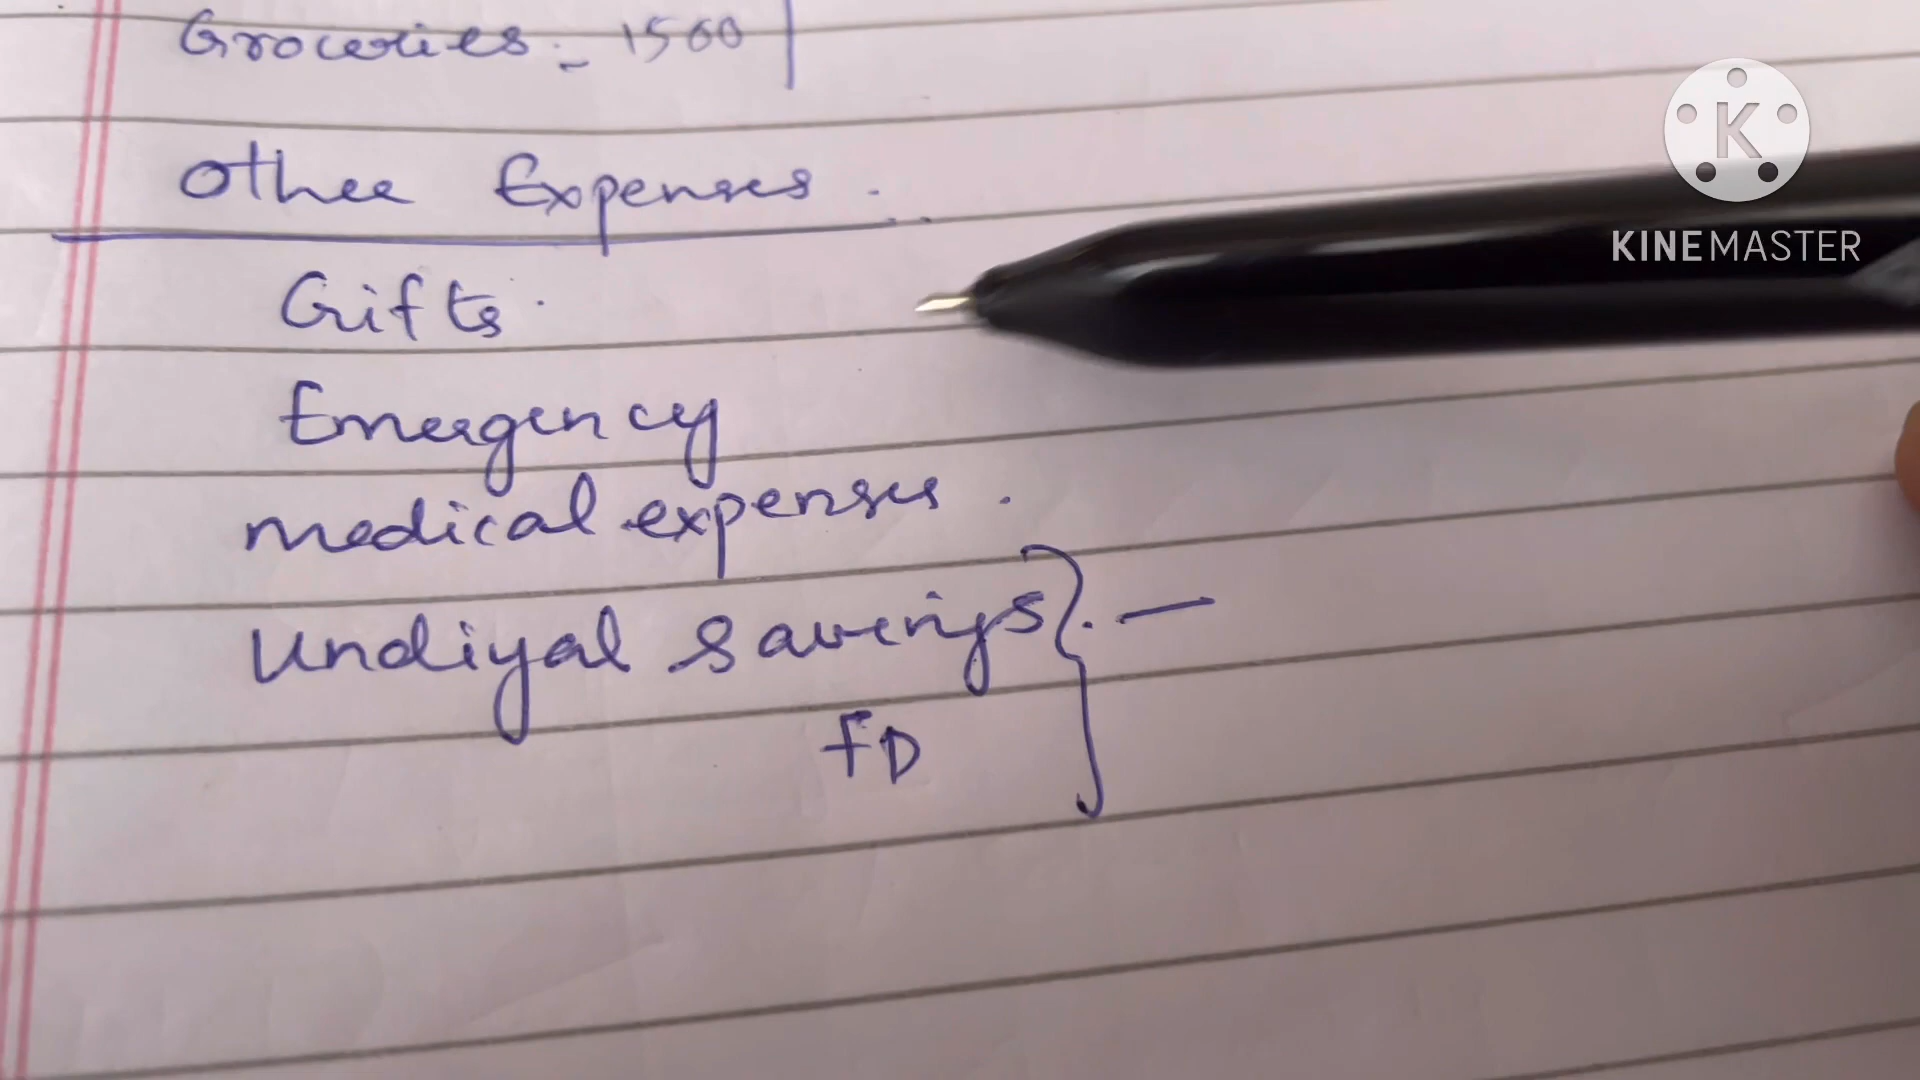 Groceries :- 1500
Other Expenses :
Gifts
Emergency
medical expenses.
Undiyal savings
FD
K
KINEMASTER